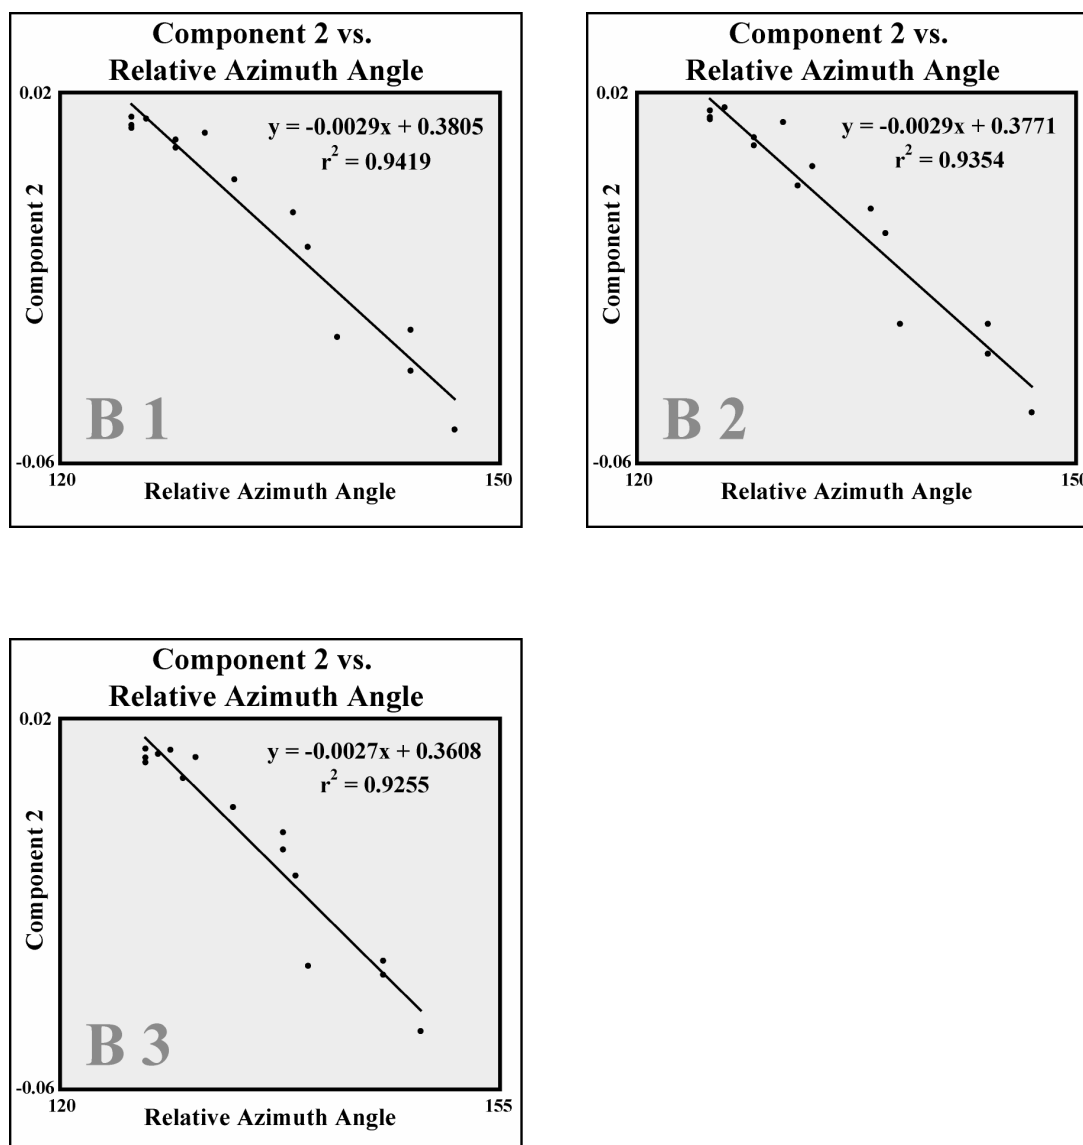 Component 2 vs.
Relative Azimuth Angle
0.02
y = -0.0029x + 0.3805
r² = 0.9419
Component 2
B 1
-0.06
120
150
Relative Azimuth Angle
Component 2 vs.
Relative Azimuth Angle
0.02
y = -0.0029x + 0.3771
r² = 0.9354
Component 2
B 2
-0.06
120
150
Relative Azimuth Angle
Component 2 vs.
Relative Azimuth Angle
0.02
y = -0.0027x + 0.3608
r² = 0.9255
Component 2
B 3
-0.06
120
155
Relative Azimuth Angle